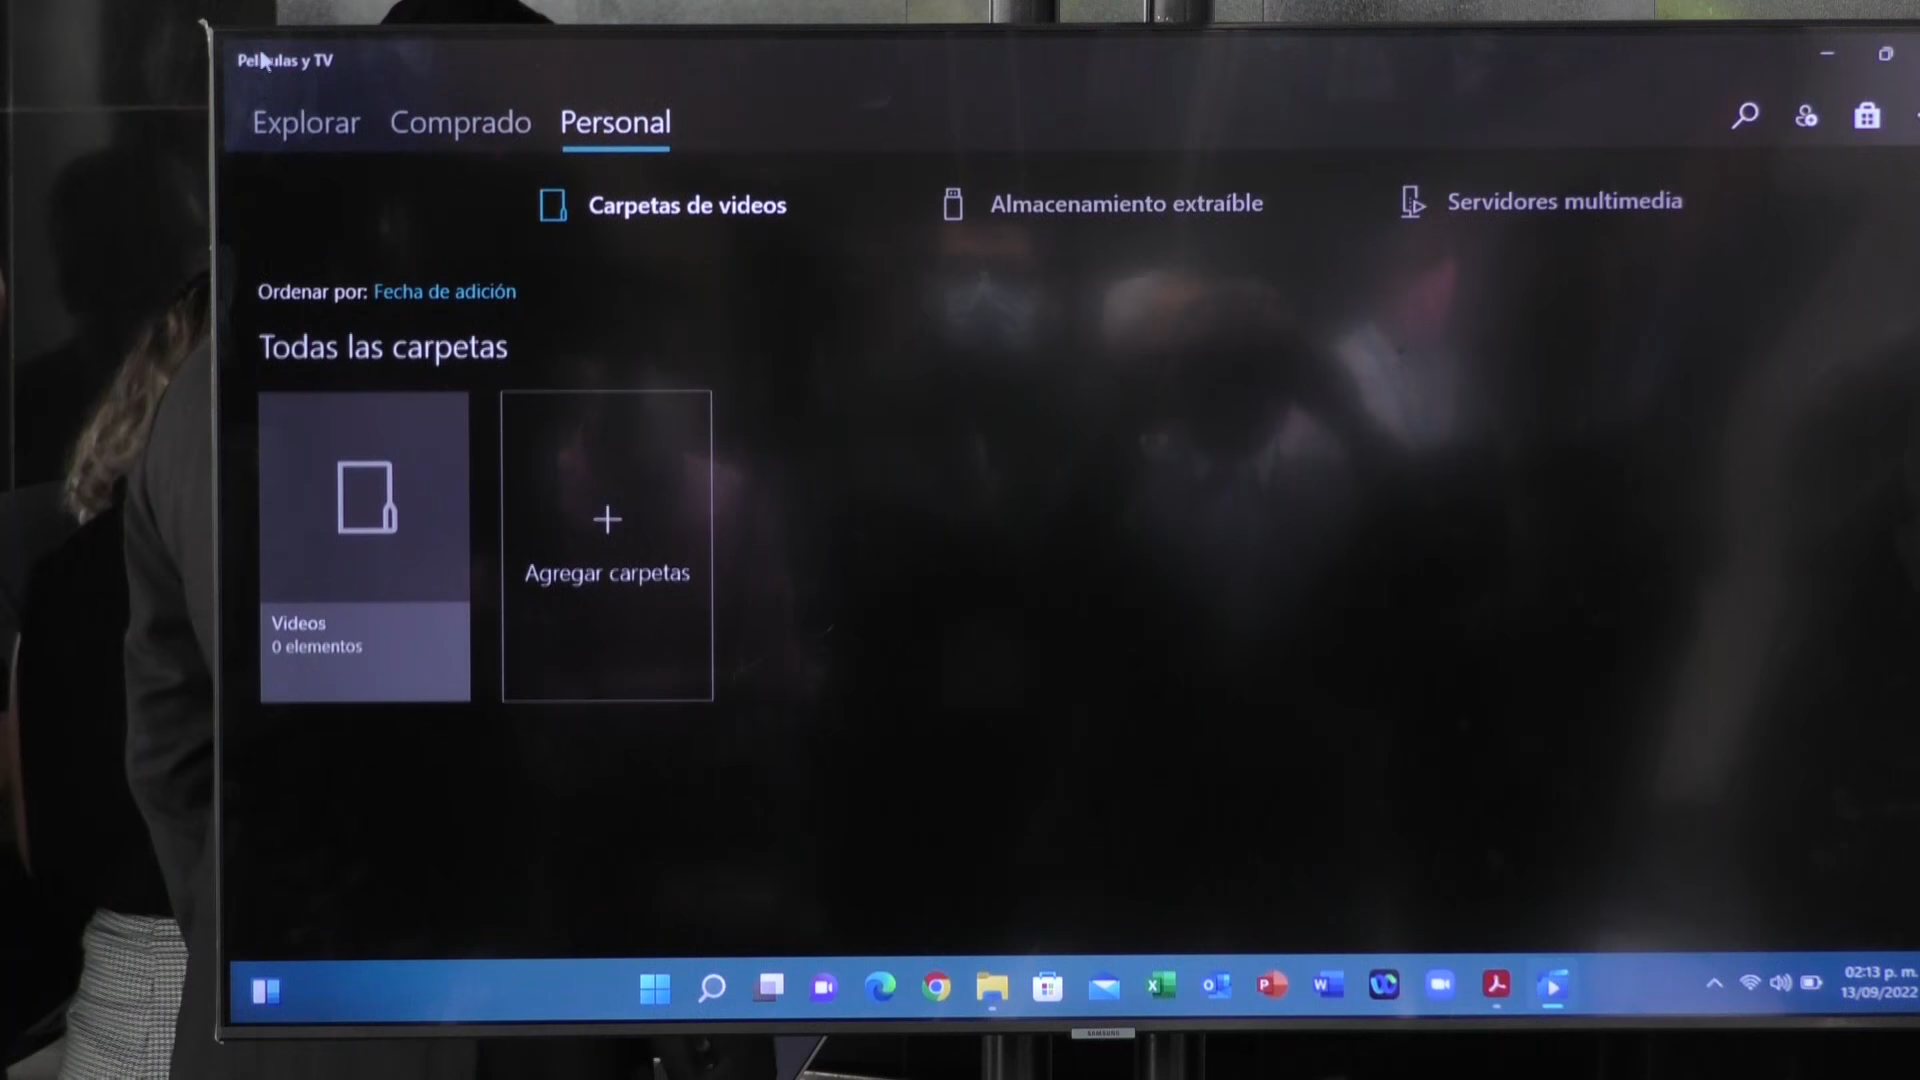 Películas y TV
Explorar Comprado Personal
Carpetas de videos Almacenamiento extraíble Servidores multimedia
Ordenar por: Fecha de adición
Todas las carpetas
Agregar carpetas
Videos
0 elementos
02:13 p. m.
13/09/2022
SAMSUNG